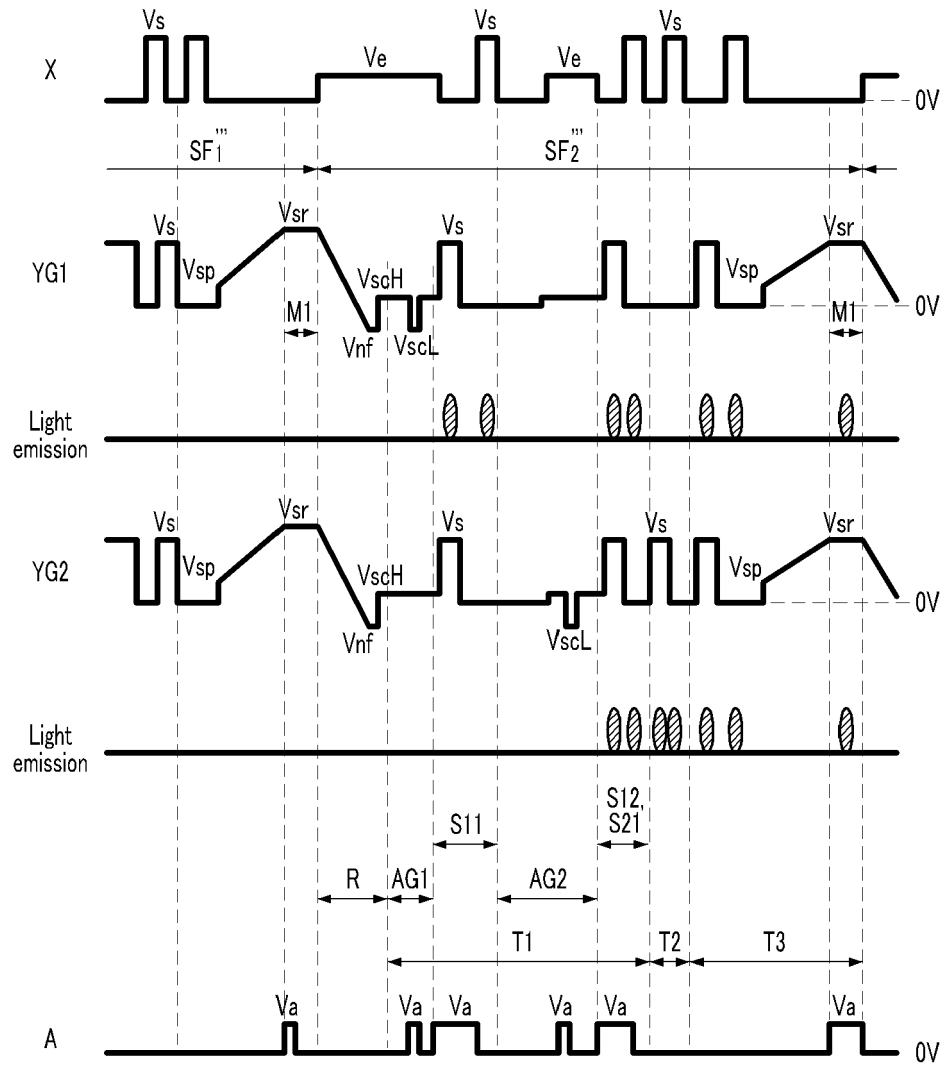 Vs Vs
X Ve Ve
0V
SF1''' SF2'''
Vsr Vsr
Vs Vs
YG1 Vsp VscH Vsp
0V
M1 M1
Vnf VscL
Light
emission
Vsr Vsr
Vs Vs Vs
YG2 Vsp VscH Vsp
0V
Vnf VscL
Light
emission
S11 S12,
S21
R AG1 AG2
T1 T2 T3
Va Va Va Va Va Va
A 0V